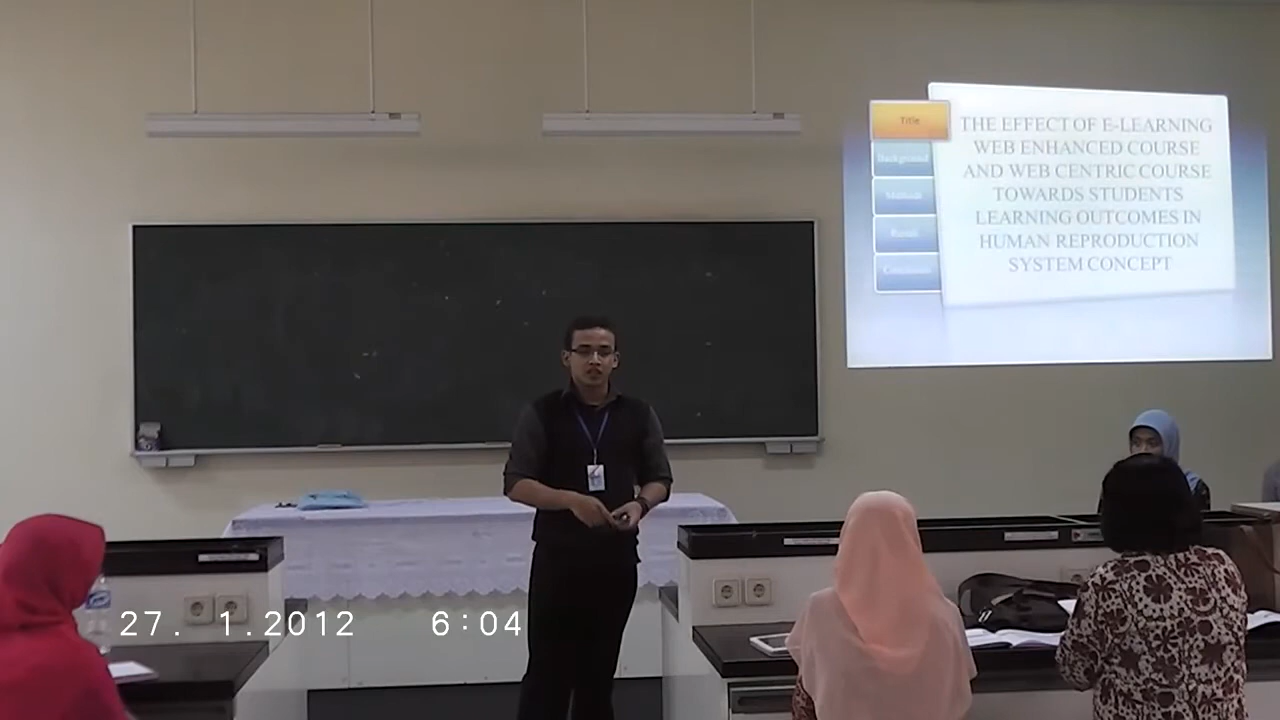 Title
THE EFFECT OF E-LEARNING
WEB ENHANCED COURSE
AND WEB CENTRIC COURSE
TOWARDS STUDENTS
LEARNING OUTCOMES IN
HUMAN REPRODUCTION
SYSTEM CONCEPT
Background
27. 1.2012 6:04